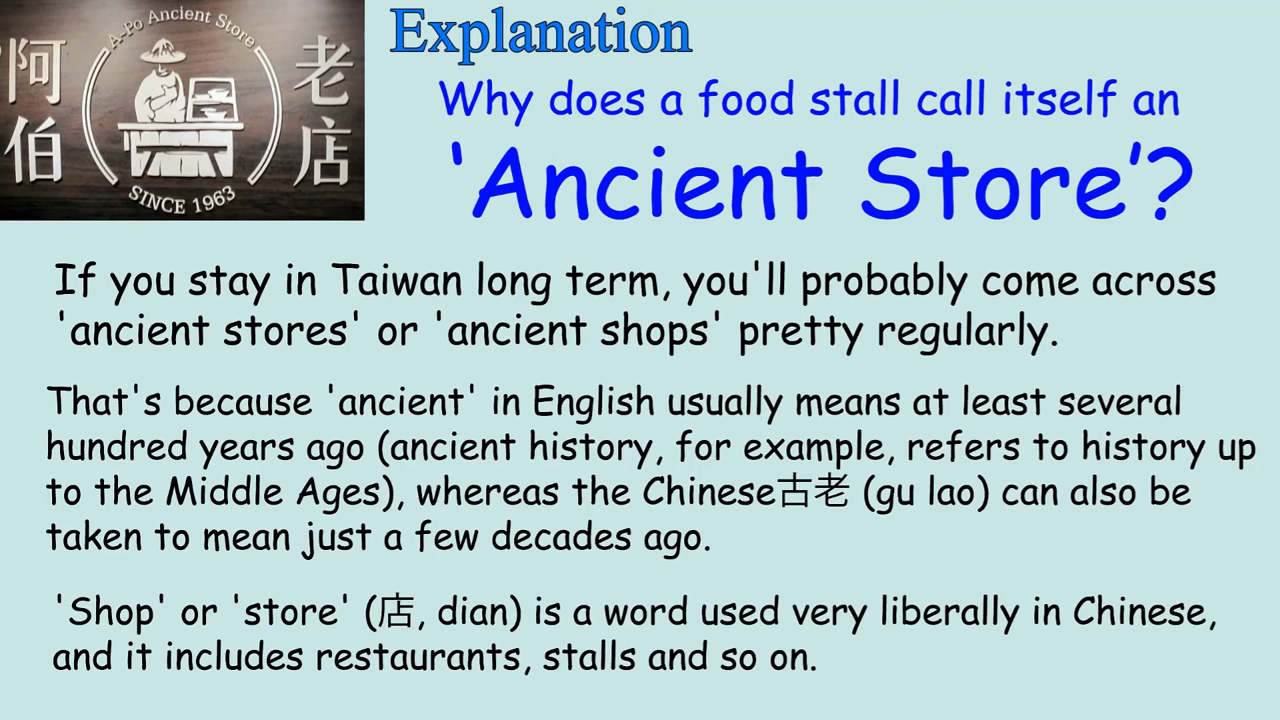 A-Po Ancient Store
阿伯
老店
SINCE 1963
Explanation
Why does a food stall call itself an
'Ancient Store'?
If you stay in Taiwan long term, you'll probably come across
'ancient stores' or 'ancient shops' pretty regularly.
That's because 'ancient' in English usually means at least several
hundred years ago (ancient history, for example, refers to history up
to the Middle Ages), whereas the Chinese古老 (gu lao) can also be
taken to mean just a few decades ago.
'Shop' or 'store' (店, dian) is a word used very liberally in Chinese,
and it includes restaurants, stalls and so on.